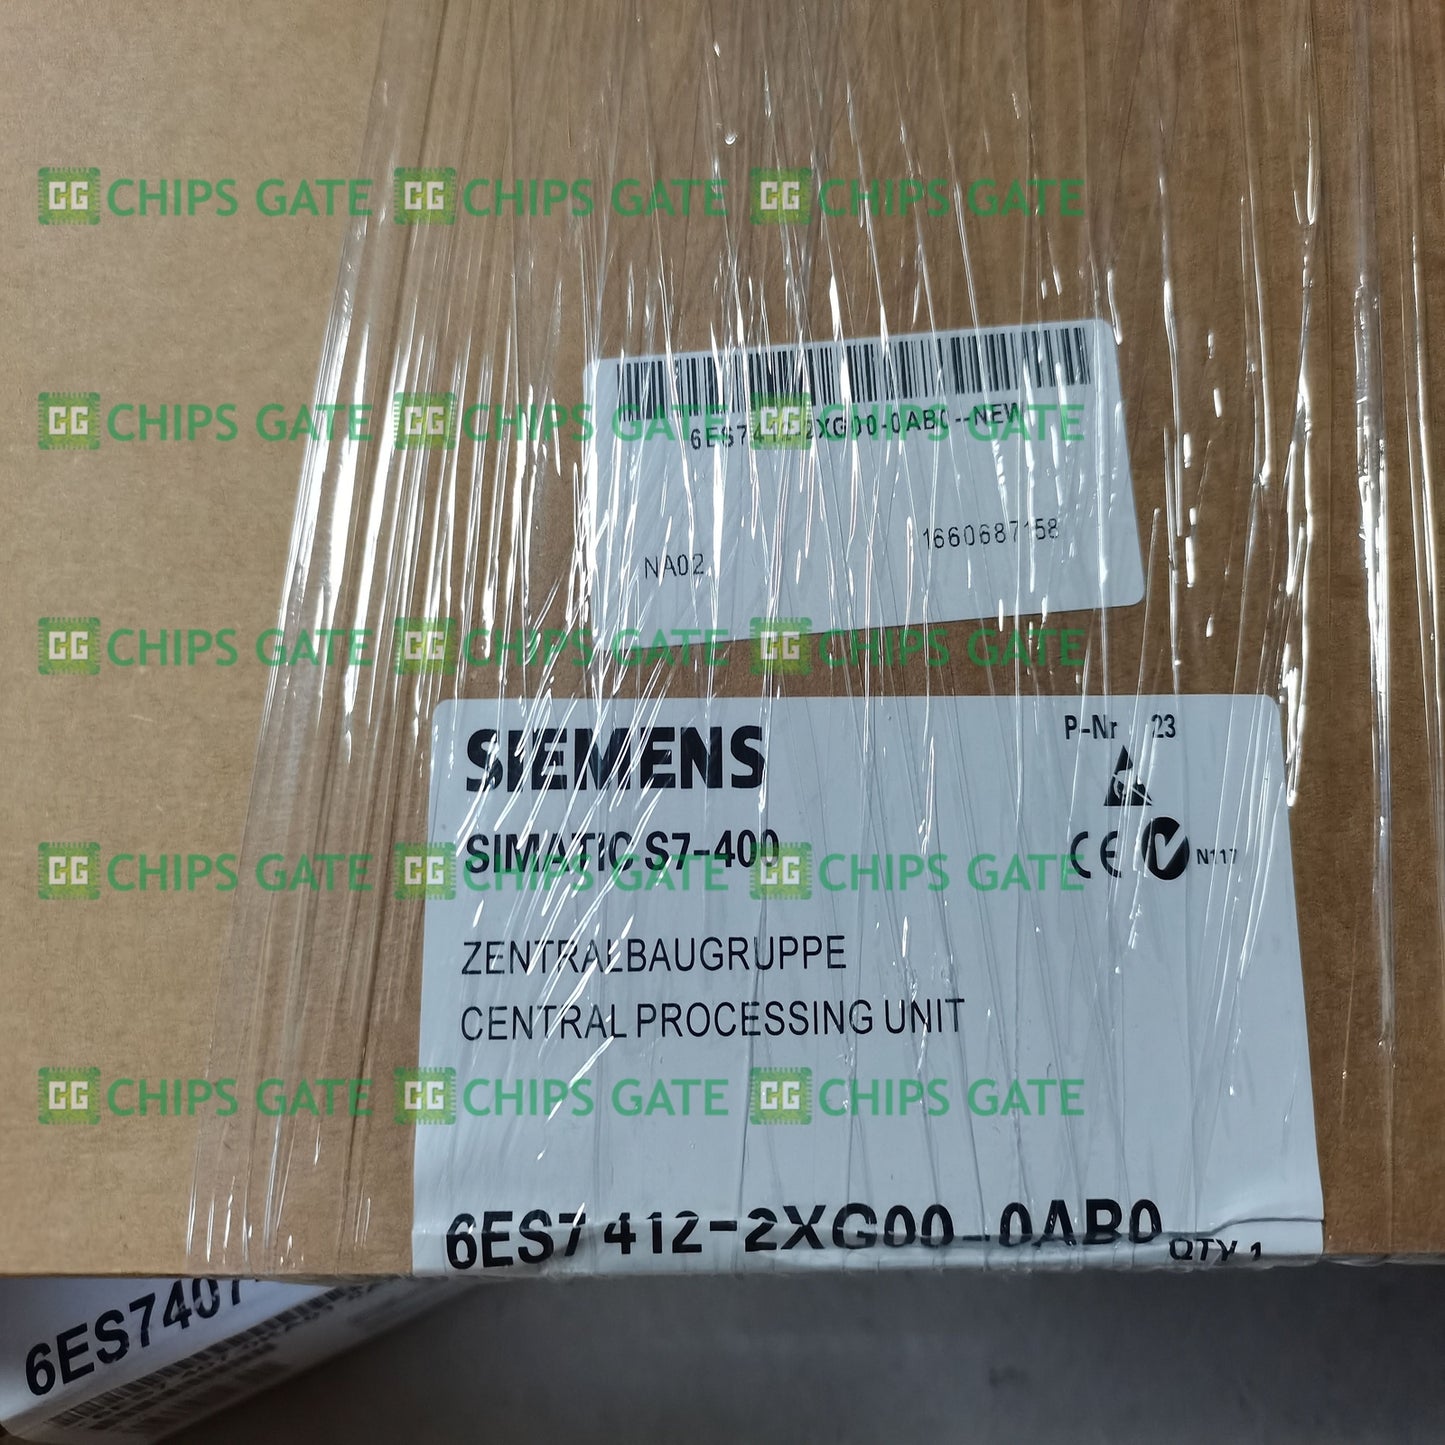 CG CHIPS GATE CG CHIPS GATE CG CHIPS GATE
6ES7412-2XG00-0AB0--NEW
CG CHIPS GATE CG CHIPS GATE CG CHIPS GATE
1660687158
NA02
CG CHIPS GATE CG CHIPS GATE CG CHIPS GATE
SIEMENS
P-Nr 23
SIMATIC S7-400
CE N117
CG CHIPS GATE CG CHIPS GATE CG CHIPS GATE
ZENTRALBAUGRUPPE
CENTRAL PROCESSING UNIT
CG CHIPS GATE CG CHIPS GATE CG CHIPS GATE
6ES7 412-2XG00-0AB0
QTY 1
6ES7407